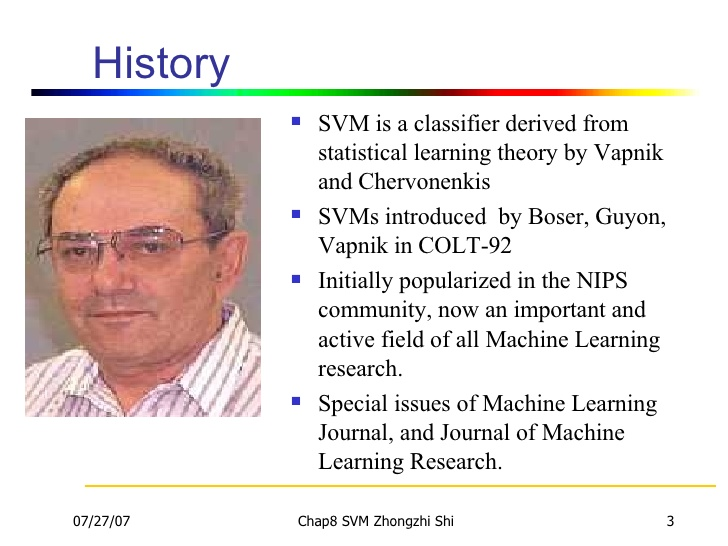 History
SVM is a classifier derived from
statistical learning theory by Vapnik
and Chervonenkis
SVMs introduced  by Boser, Guyon,
Vapnik in COLT-92
Initially popularized in the NIPS
community, now an important and
active field of all Machine Learning
research.
Special issues of Machine Learning
Journal, and Journal of Machine
Learning Research.
07/27/07
Chap8 SVM Zhongzhi Shi
3